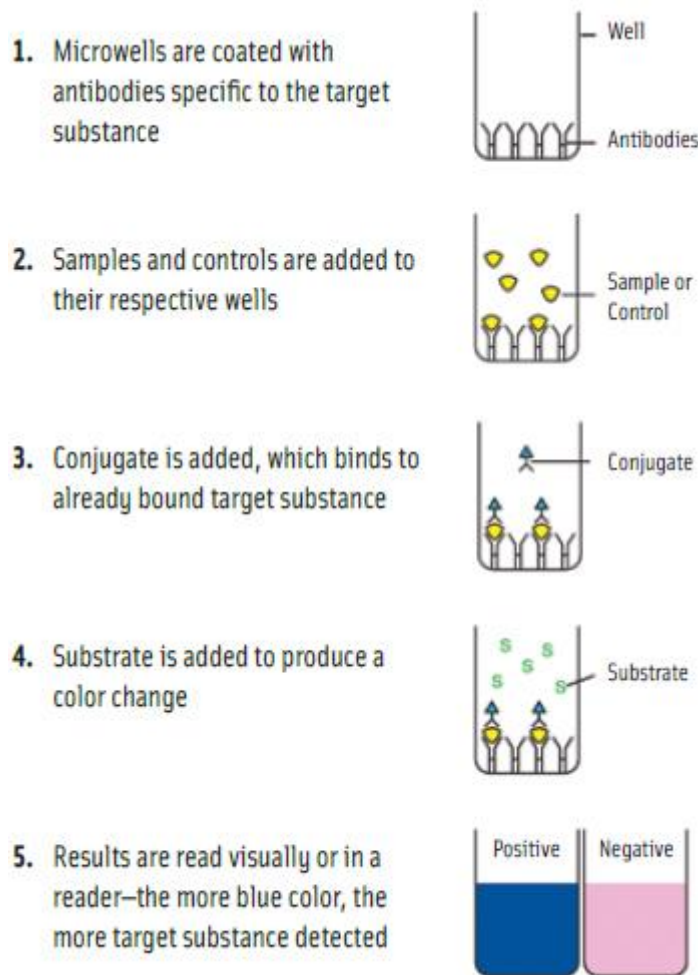 1. Microwells are coated with
antibodies specific to the target
substance
Well
Antibodies
2. Samples and controls are added to
their respective wells
Sample or
Control
3. Conjugate is added, which binds to
already bound target substance
Conjugate
4. Substrate is added to produce a
color change
S S S S S
Substrate
5. Results are read visually or in a
reader—the more blue color, the
more target substance detected
Positive
Negative